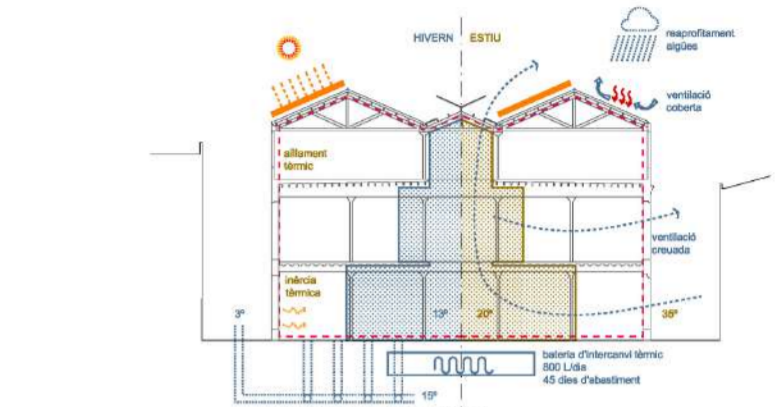 HIVERN
ESTIU
reaprofitament
aigües
ventilació
coberta
aïllament
tèrmic
ventilació
creuada
inèrcia
tèrmica
3º
13º
20º
35º
bateria d'intercanvi tèrmic
800 L/dia
45 dies d'abastiment
15º